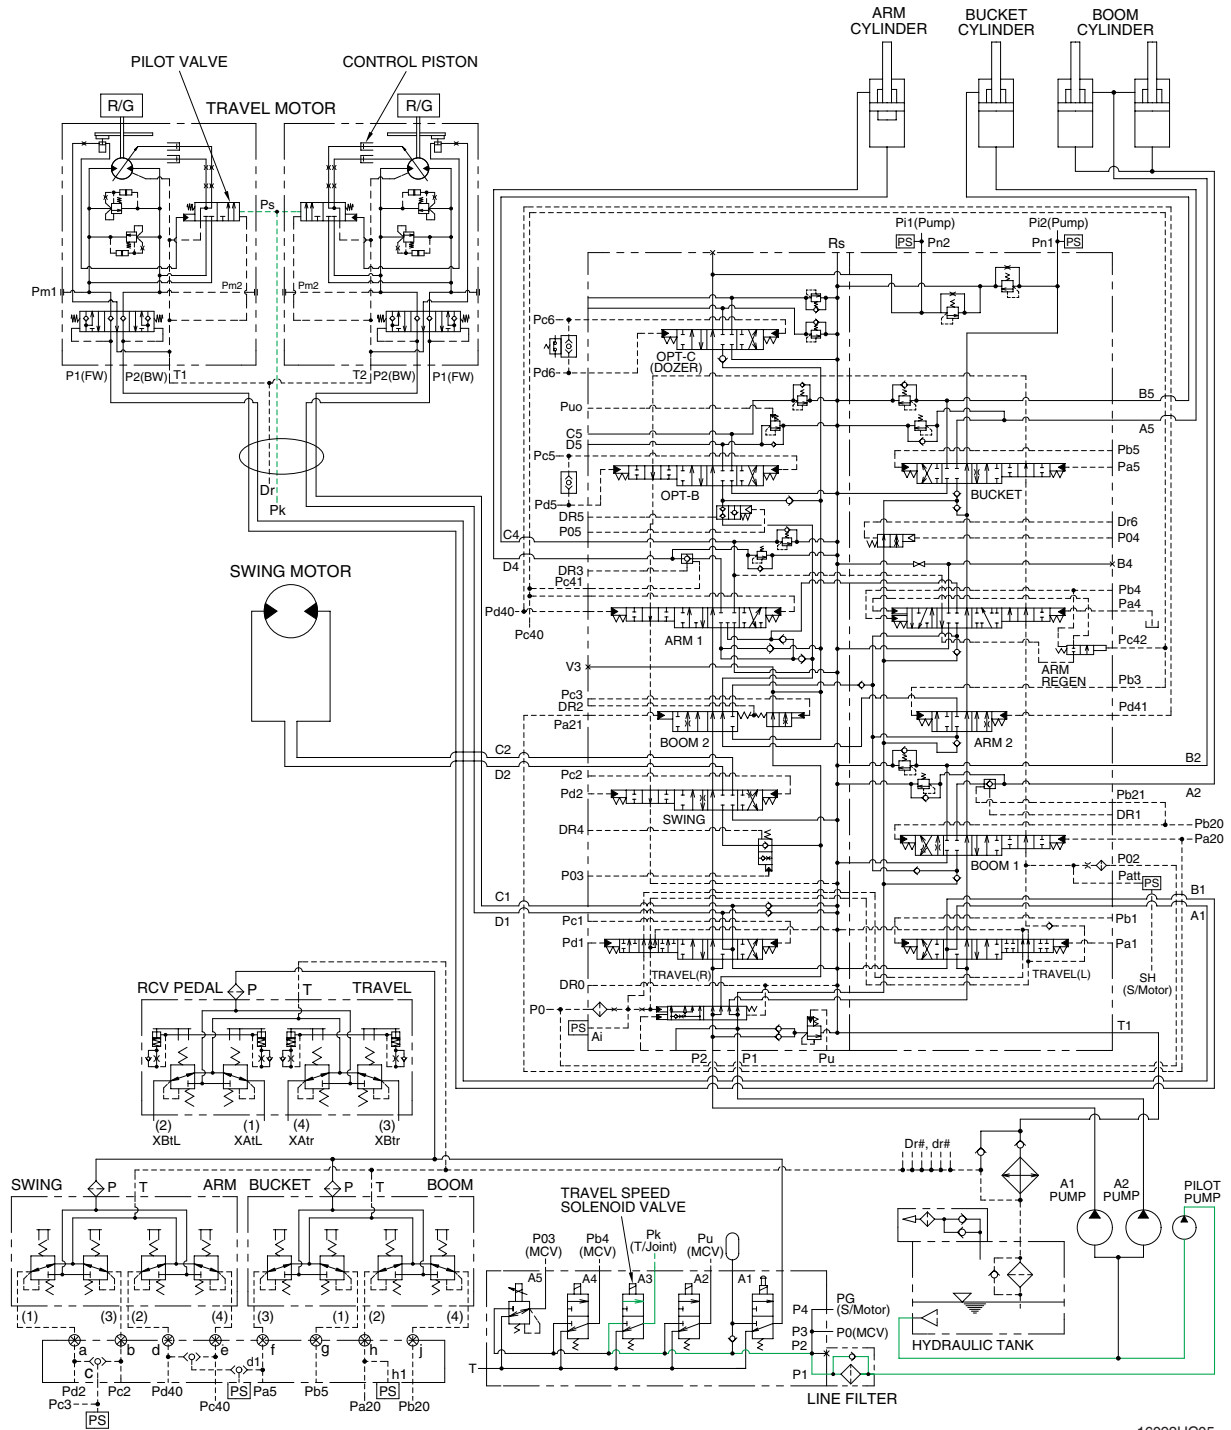 ARM
CYLINDER
BUCKET
CYLINDER
BOOM
CYLINDER
PILOT VALVE
CONTROL PISTON
R/G
TRAVEL MOTOR
R/G
Ps
Pi1(Pump)
Pi2(Pump)
Rs
PS
Pn2
Pn1
PS
Pm1
Pm2
Pm2
Pc6
OPT-C
(DOZER)
Pd6
P1(FW)
P2(BW)
T1
T2
P2(BW)
P1(FW)
B5
Puo
C5
D5
A5
Pc5
Pb5
Pa5
OPT-B
BUCKET
Dr
Pk
Pd5
DR5
P05
Dr6
P04
C4
D4
B4
SWING MOTOR
DR3
Pc41
Pb4
Pa4
Pd40
Pc40
ARM 1
Pc42
V3
ARM
REGEN
Pb3
Pc3
DR2
Pa21
Pd41
BOOM 2
ARM 2
C2
D2
B2
Pc2
Pd2
A2
Pb21
DR1
SWING
Pb20
Pa20
DR4
BOOM 1
P02
P03
Patt
PS
C1
D1
B1
A1
Pc1
Pd1
Pb1
Pa1
TRAVEL(R)
TRAVEL(L)
SH
(S/Motor)
RCV PEDAL
P
T
TRAVEL
DR0
P0
PS
Ai
P2
P1
Pu
T1
(2)
XBtL
(1)
XAtL
(4)
XAtr
(3)
XBtr
Dr#, dr#
SWING
P
T
ARM
BUCKET
P
T
BOOM
TRAVEL SPEED
SOLENOID VALVE
A1
PUMP
A2
PUMP
PILOT
PUMP
P03
(MCV)
Pb4
(MCV)
Pk
(T/Joint)
Pu
(MCV)
A5
A4
A3
A2
A1
(1)
(3)
(2)
(4)
(3)
(1)
(2)
(4)
PG
(S/Motor)
P4
P3
P0(MCV)
P2
P1
T
a
b
d
e
f
g
h
j
c
d1
h1
HYDRAULIC TANK
Pd2
Pc2
Pd40
PS
Pa5
Pb5
PS
Pc3
PS
Pc40
Pa20
Pb20
LINE FILTER